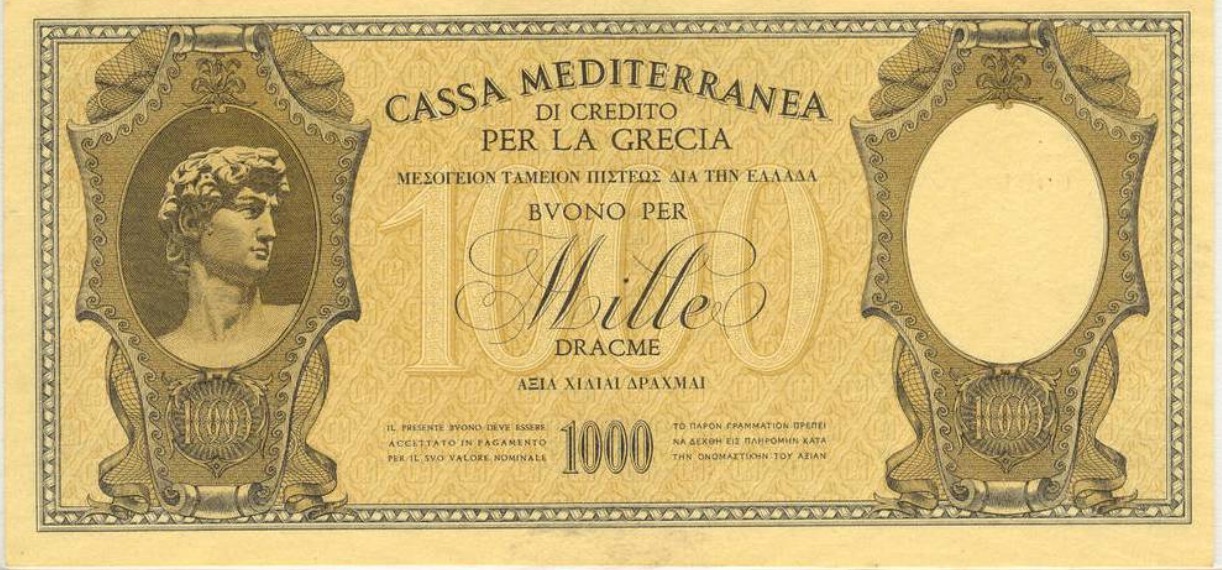 CASSA MEDITERRANEA
DI CREDITO
PER LA GRECIA
ΜΕΣΟΓΕΙΟΝ ΤΑΜΕΙΟΝ ΠΙΣΤΕΩΣ ΔΙΑ ΤΗΝ ΕΛΛΑΔΑ
BVONO PER
1000
Mille
DRACME
ΑΞΙΑ ΧΙΛΙΑΙ ΔΡΑΧΜΑΙ
IL PRESENTE BVONO DEVE ESSERE
ACCETTATO IN PAGAMENTO
PER IL SVO VALORE NOMINALE
1000
ΤΟ ΠΑΡΟΝ ΓΡΑΜΜΑΤΙΟΝ ΠΡΕΠΕΙ
ΝΑ ΔΕΧΘΗ ΕΙΣ ΠΛΗΡΟΜΗΝ ΚΑΤΑ
ΤΗΝ ΟΝΟΜΑΣΤΙΚΗΝ ΤΟΥ ΑΞΙΑΝ
1000
1000